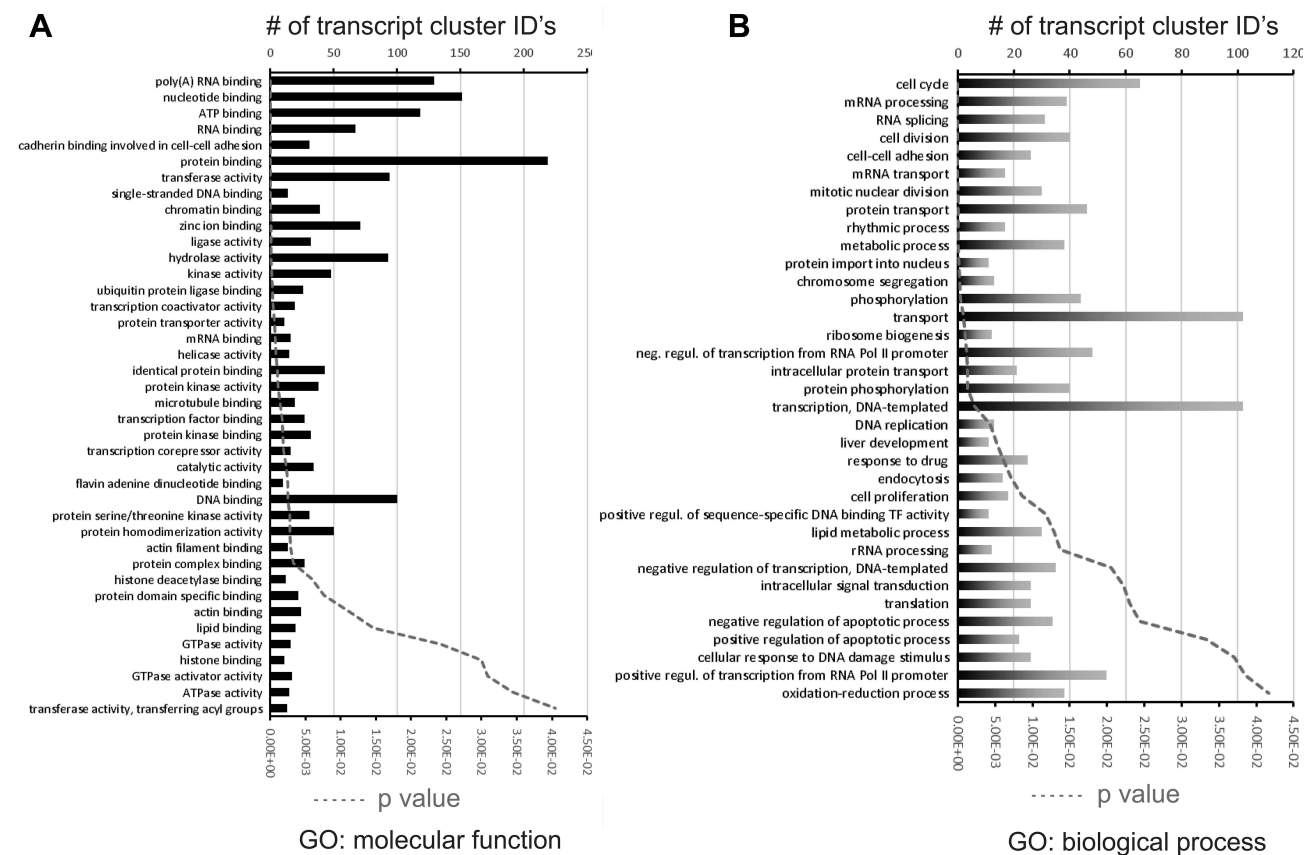 A
# of transcript cluster ID's
0 50 100 150 200 250
poly(A) RNA binding
nucleotide binding
ATP binding
RNA binding
cadherin binding involved in cell-cell adhesion
protein binding
transferase activity
single-stranded DNA binding
chromatin binding
zinc ion binding
ligase activity
hydrolase activity
kinase activity
ubiquitin protein ligase binding
transcription coactivator activity
protein transporter activity
mRNA binding
helicase activity
identical protein binding
protein kinase activity
microtubule binding
transcription factor binding
protein kinase binding
transcription corepressor activity
catalytic activity
flavin adenine dinucleotide binding
DNA binding
protein serine/threonine kinase activity
protein homodimerization activity
actin filament binding
protein complex binding
histone deacetylase binding
protein domain specific binding
actin binding
lipid binding
GTPase activity
histone binding
GTPase activator activity
ATPase activity
transferase activity, transferring acyl groups
0.00E+00 5.00E-03 1.00E-02 1.50E-02 2.00E-02 2.50E-02 3.00E-02 3.50E-02 4.00E-02 4.50E-02
p value
GO: molecular function
B
# of transcript cluster ID's
0 20 40 60 80 100 120
cell cycle
mRNA processing
RNA splicing
cell division
cell-cell adhesion
mRNA transport
mitotic nuclear division
protein transport
rhythmic process
metabolic process
protein import into nucleus
chromosome segregation
phosphorylation
transport
ribosome biogenesis
neg. regul. of transcription from RNA Pol II promoter
intracellular protein transport
protein phosphorylation
transcription, DNA-templated
DNA replication
liver development
response to drug
endocytosis
cell proliferation
positive regul. of sequence-specific DNA binding TF activity
lipid metabolic process
rRNA processing
negative regulation of transcription, DNA-templated
intracellular signal transduction
translation
negative regulation of apoptotic process
positive regulation of apoptotic process
cellular response to DNA damage stimulus
positive regul. of transcription from RNA Pol II promoter
oxidation-reduction process
0.00E+00 5.00E-03 1.00E-02 1.50E-02 2.00E-02 2.50E-02 3.00E-02 3.50E-02 4.00E-02 4.50E-02
p value
GO: biological process